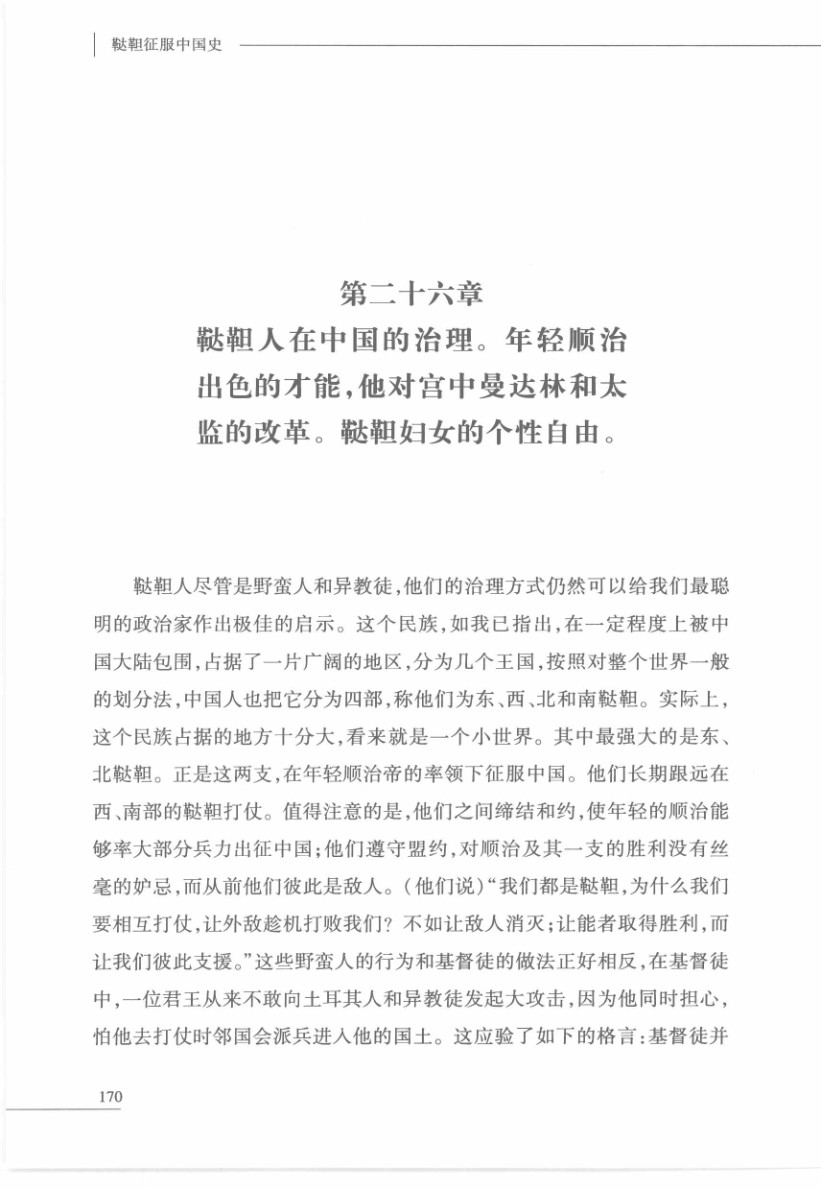 鞑靼征服中国史
第二十六章
鞑靼人在中国的治理。年轻顺治
出色的才能,他对宫中曼达林和太
监的改革。鞑靼妇女的个性自由。
鞑靼人尽管是野蛮人和异教徒,他们的治理方式仍然可以给我们最聪
明的政治家作出极佳的启示。这个民族,如我已指出,在一定程度上被中
国大陆包围,占据了一片广阔的地区,分为几个王国,按照对整个世界一般
的划分法,中国人也把它分为四部,称他们为东、西、北和南鞑靼。实际上,
这个民族占据的地方十分大,看来就是一个小世界。其中最强大的是东、
北鞑靼。正是这两支,在年轻顺治帝的率领下征服中国。他们长期跟远在
西、南部的鞑靼打仗。值得注意的是,他们之间缔结和约,使年轻的顺治能
够率大部分兵力出征中国;他们遵守盟约,对顺治及其一支的胜利没有丝
毫的妒忌,而从前他们彼此是敌人。(他们说)“我们都是鞑靼,为什么我们
要相互打仗,让外敌趁机打败我们? 不如让敌人消灭;让能者取得胜利,而
让我们彼此支援。”这些野蛮人的行为和基督徒的做法正好相反,在基督徒
中,一位君王从来不敢向土耳其人和异教徒发起大攻击,因为他同时担心,
怕他去打仗时邻国会派兵进入他的国土。这应验了如下的格言:基督徒并
170